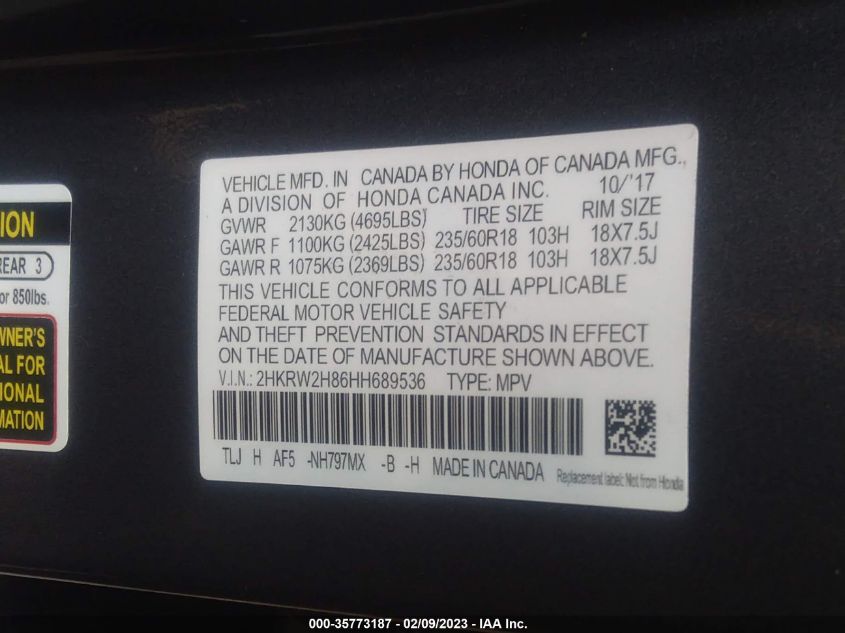 VEHICLE MFD. IN CANADA BY HONDA OF CANADA MFG.,
A DIVISION OF HONDA CANADA INC. 10/'17
GVWR 2130KG (4695LBS) TIRE SIZE RIM SIZE
GAWR F 1100KG (2425LBS) 235/60R18 103H 18X7.5J
GAWR R 1075KG (2369LBS) 235/60R18 103H 18X7.5J
THIS VEHICLE CONFORMS TO ALL APPLICABLE
FEDERAL MOTOR VEHICLE SAFETY
AND THEFT PREVENTION STANDARDS IN EFFECT
ON THE DATE OF MANUFACTURE SHOWN ABOVE.
V.I.N.: 2HKRW2H86HH689536 TYPE: MPV
TLJ H AF5 -NH797MX -B -H MADE IN CANADA
Replacement label: Not from Honda
ION
REAR 3
or 850lbs.
WNER'S
AL FOR
IONAL
MATION
000-35773187 - 02/09/2023 - IAA Inc.